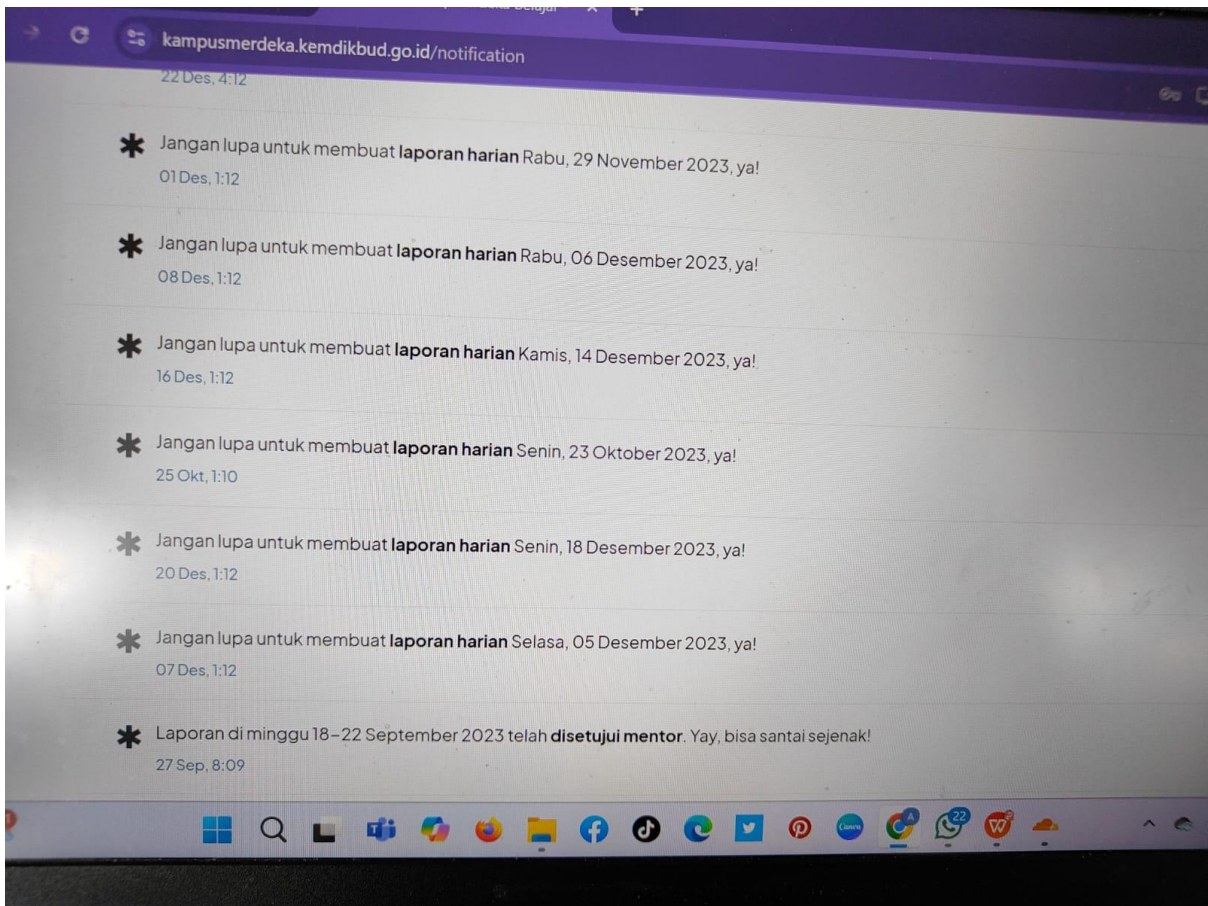 kampusmerdeka.kemdikbud.go.id/notification
22 Des, 4:12
Jangan lupa untuk membuat laporan harian Rabu, 29 November 2023, ya!
01 Des, 1:12
Jangan lupa untuk membuat laporan harian Rabu, 06 Desember 2023, ya!
08 Des, 1:12
Jangan lupa untuk membuat laporan harian Kamis, 14 Desember 2023, ya!
16 Des, 1:12
Jangan lupa untuk membuat laporan harian Senin, 23 Oktober 2023, ya!
25 Okt, 1:10
Jangan lupa untuk membuat laporan harian Senin, 18 Desember 2023, ya!
20 Des, 1:12
Jangan lupa untuk membuat laporan harian Selasa, 05 Desember 2023, ya!
07 Des, 1:12
Laporan di minggu 18–22 September 2023 telah disetujui mentor. Yay, bisa santai sejenak!
27 Sep, 8:09
Canva
A
22